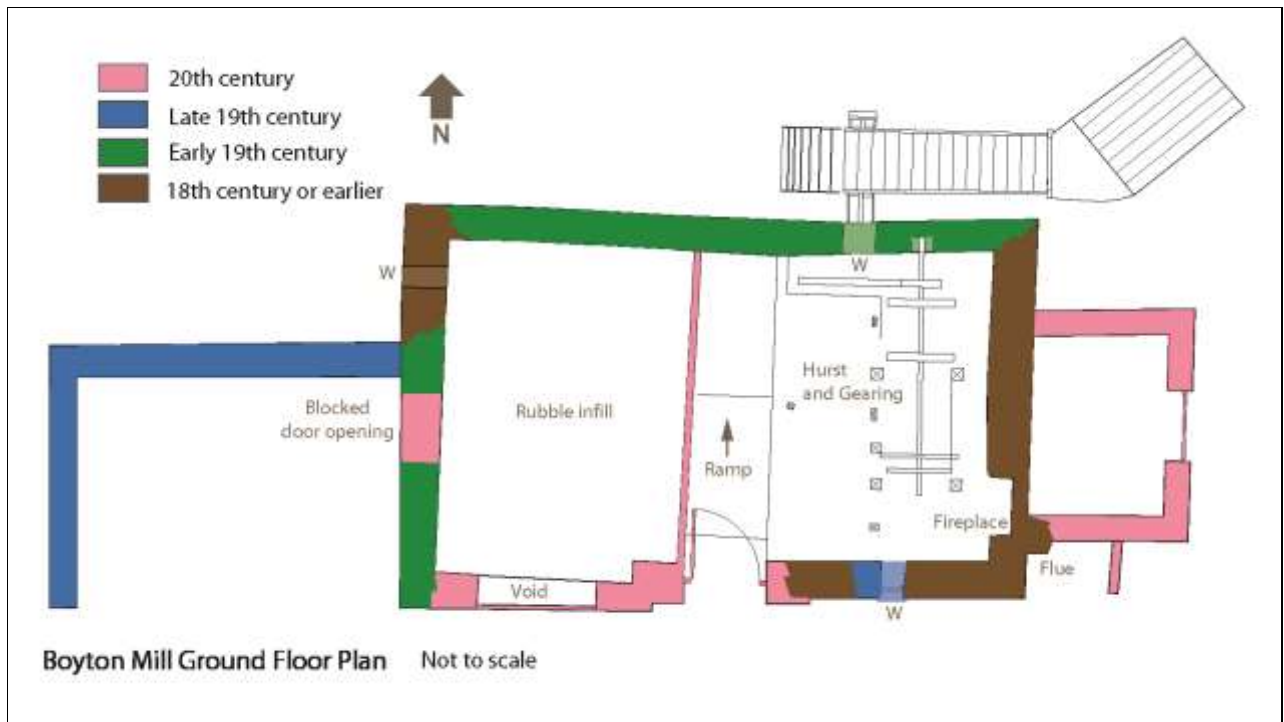 20th century
Late 19th century
Early 19th century
18th century or earlier
N
W
W
Blocked
door opening
Rubble infill
Hurst
and Gearing
Ramp
Fireplace
Flue
Void
W
Boyton Mill Ground Floor Plan Not to scale